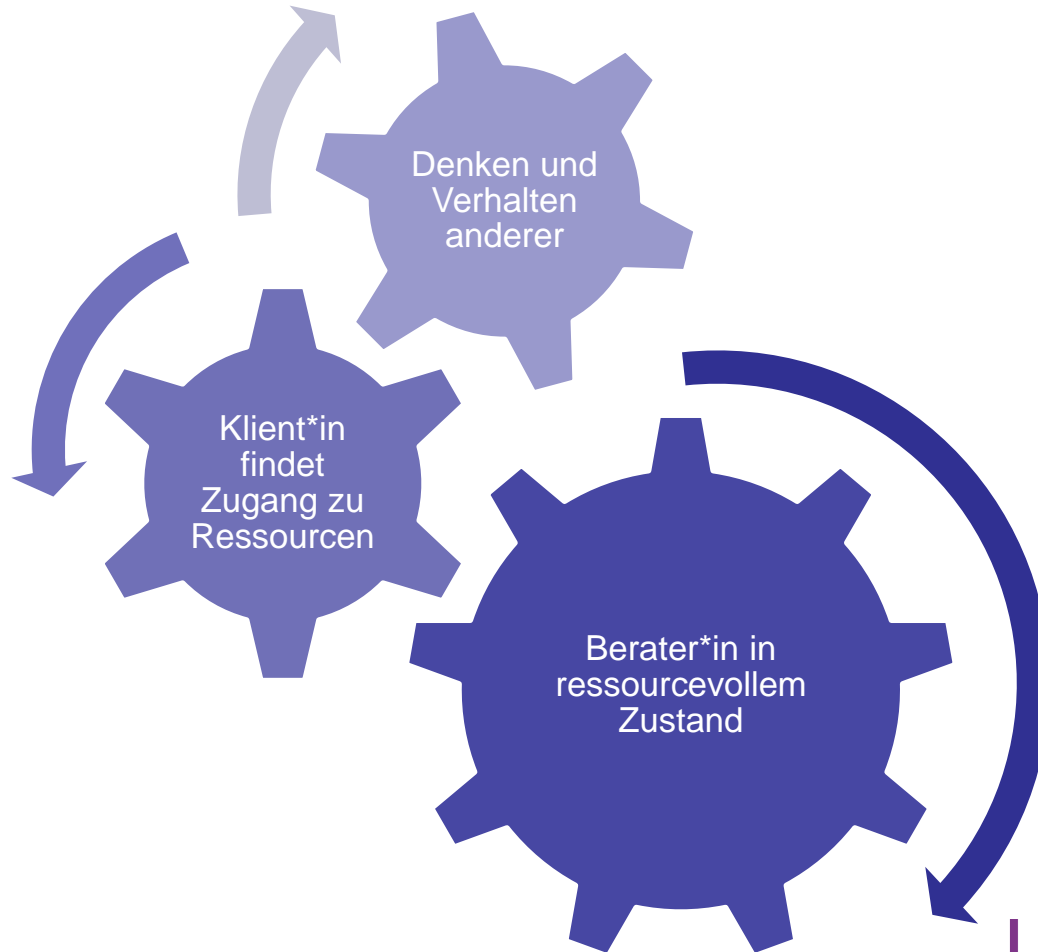 Denken und
Verhalten
anderer
Klient*in
findet
Zugang zu
Ressourcen
Berater*in in
ressourcevollem
Zustand